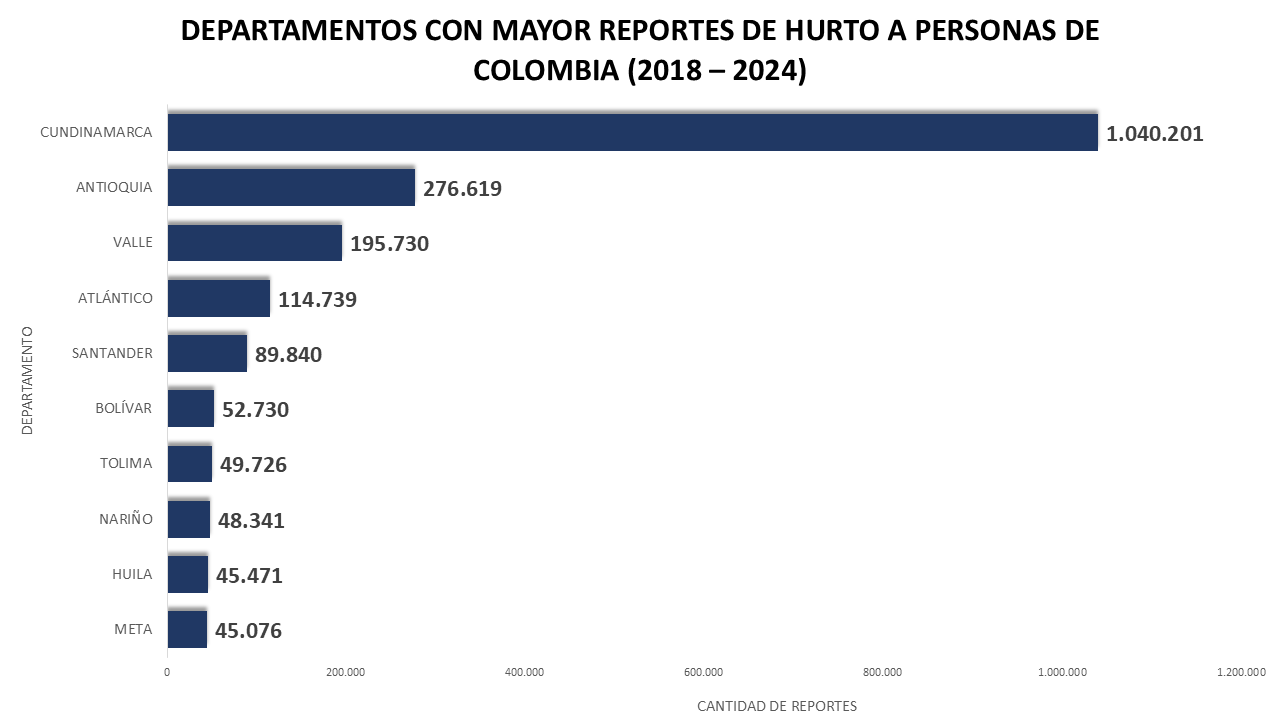 DEPARTAMENTOS CON MAYOR REPORTES DE HURTO A PERSONAS DE
COLOMBIA (2018 – 2024)
CUNDINAMARCA 1.040.201
ANTIOQUIA 276.619
VALLE 195.730
ATLÁNTICO 114.739
SANTANDER 89.840
BOLÍVAR 52.730
TOLIMA 49.726
NARIÑO 48.341
HUILA 45.471
META 45.076
DEPARTAMENTO
0 200.000 400.000 600.000 800.000 1.000.000 1.200.000
CANTIDAD DE REPORTES